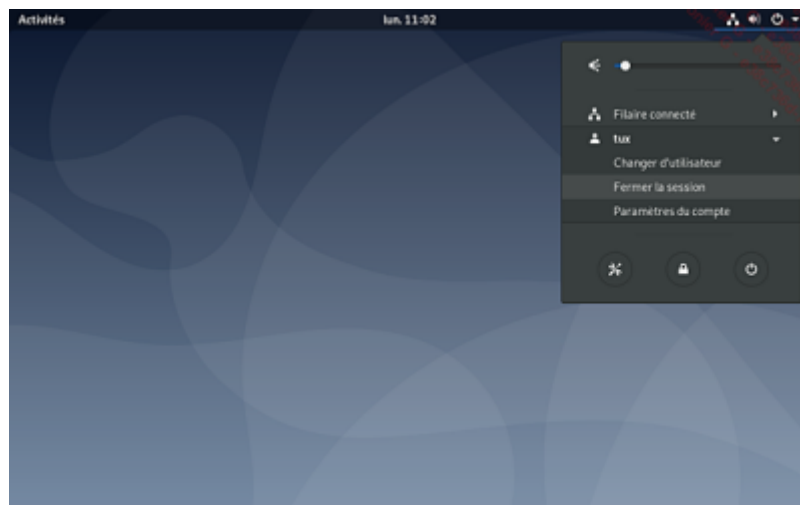 Activités lun. 11:02
Filaire connecté
tux
Changer d'utilisateur
Fermer la session
Paramètres du compte